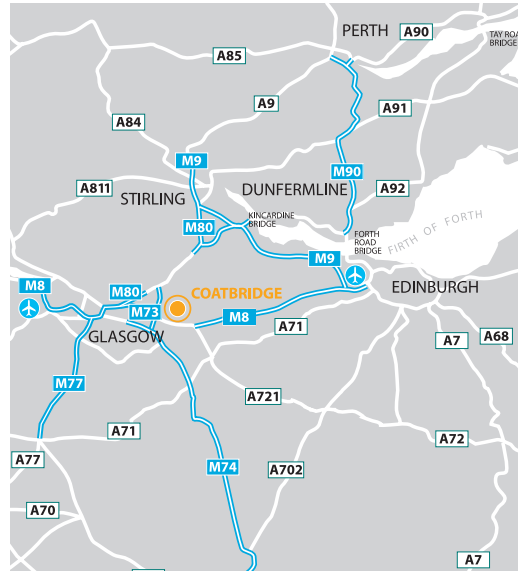 PERTH
A90
TAY ROA
BRIDGE
A85
A9
A91
A84
M9
M90
A811
STIRLING
DUNFERMLINE
A92
KINCARDINE
BRIDGE
M80
FORTH
ROAD
BRIDGE
FIRTH OF FORTH
M9
M8
M80
COATBRIDGE
EDINBURGH
M73
M8
A71
GLASGOW
A7
A68
M77
A721
A71
A72
A77
M74
A702
A70
A7